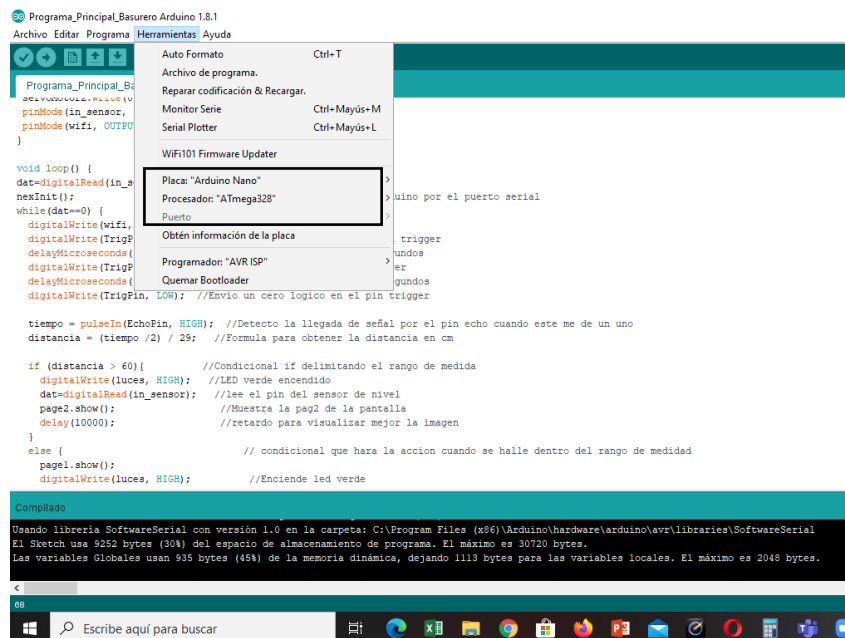 Programa_Principal_Basurero Arduino 1.8.1
Archivo Editar Programa Herramientas Ayuda
Auto Formato Ctrl+T
Archivo de programa.
Reparar codificación & Recargar.
Monitor Serie Ctrl+Mayús+M
Serial Plotter Ctrl+Mayús+L
WiFi101 Firmware Updater
Placa: "Arduino Nano"
Procesador: "ATmega328"
Puerto
Obtén información de la placa
Programador: "AVR ISP"
Quemar Bootloader
Programa_Principal_Ba
pinMode(in_sensor,
pinMode(wifi, OUTPU
}
void loop() {
dat=digitalRead(in_s
nexInit(); uino por el puerto serial
while(dat==0) {
digitalWrite(wifi,
digitalWrite(TrigP trigger
delayMicroseconds( undos
digitalWrite(TrigP er
delayMicroseconds( gundos
digitalWrite(TrigPin, LOW); //Envio un cero logico en el pin trigger
tiempo = pulseIn(EchoPin, HIGH); //Detecto la llegada de señal por el pin echo cuando este me de un uno
distancia = (tiempo /2) / 29; //Formula para obtener la distancia en cm
if (distancia > 60){ //Condicional if delimitando el rango de medida
digitalWrite(luces, HIGH); //LED verde encendido
dat=digitalRead(in_sensor); //lee el pin del sensor de nivel
page2.show(); //Muestra la pag2 de la pantalla
delay(10000); //retardo para visualizar mejor la imagen
}
else { // condicional que hara la accion cuando se halle dentro del rango de medidad
page1.show();
digitalWrite(luces, HIGH); //Enciende led verde
Compilado
Usando librería SoftwareSerial con versión 1.0 en la carpeta: C:\Program Files (x86)\Arduino\hardware\arduino\avr\libraries\SoftwareSerial
El Sketch usa 9252 bytes (30%) del espacio de almacenamiento de programa. El máximo es 30720 bytes.
Las variables Globales usan 935 bytes (45%) de la memoria dinámica, dejando 1113 bytes para las variables locales. El máximo es 2048 bytes.
68
Escribe aquí para buscar